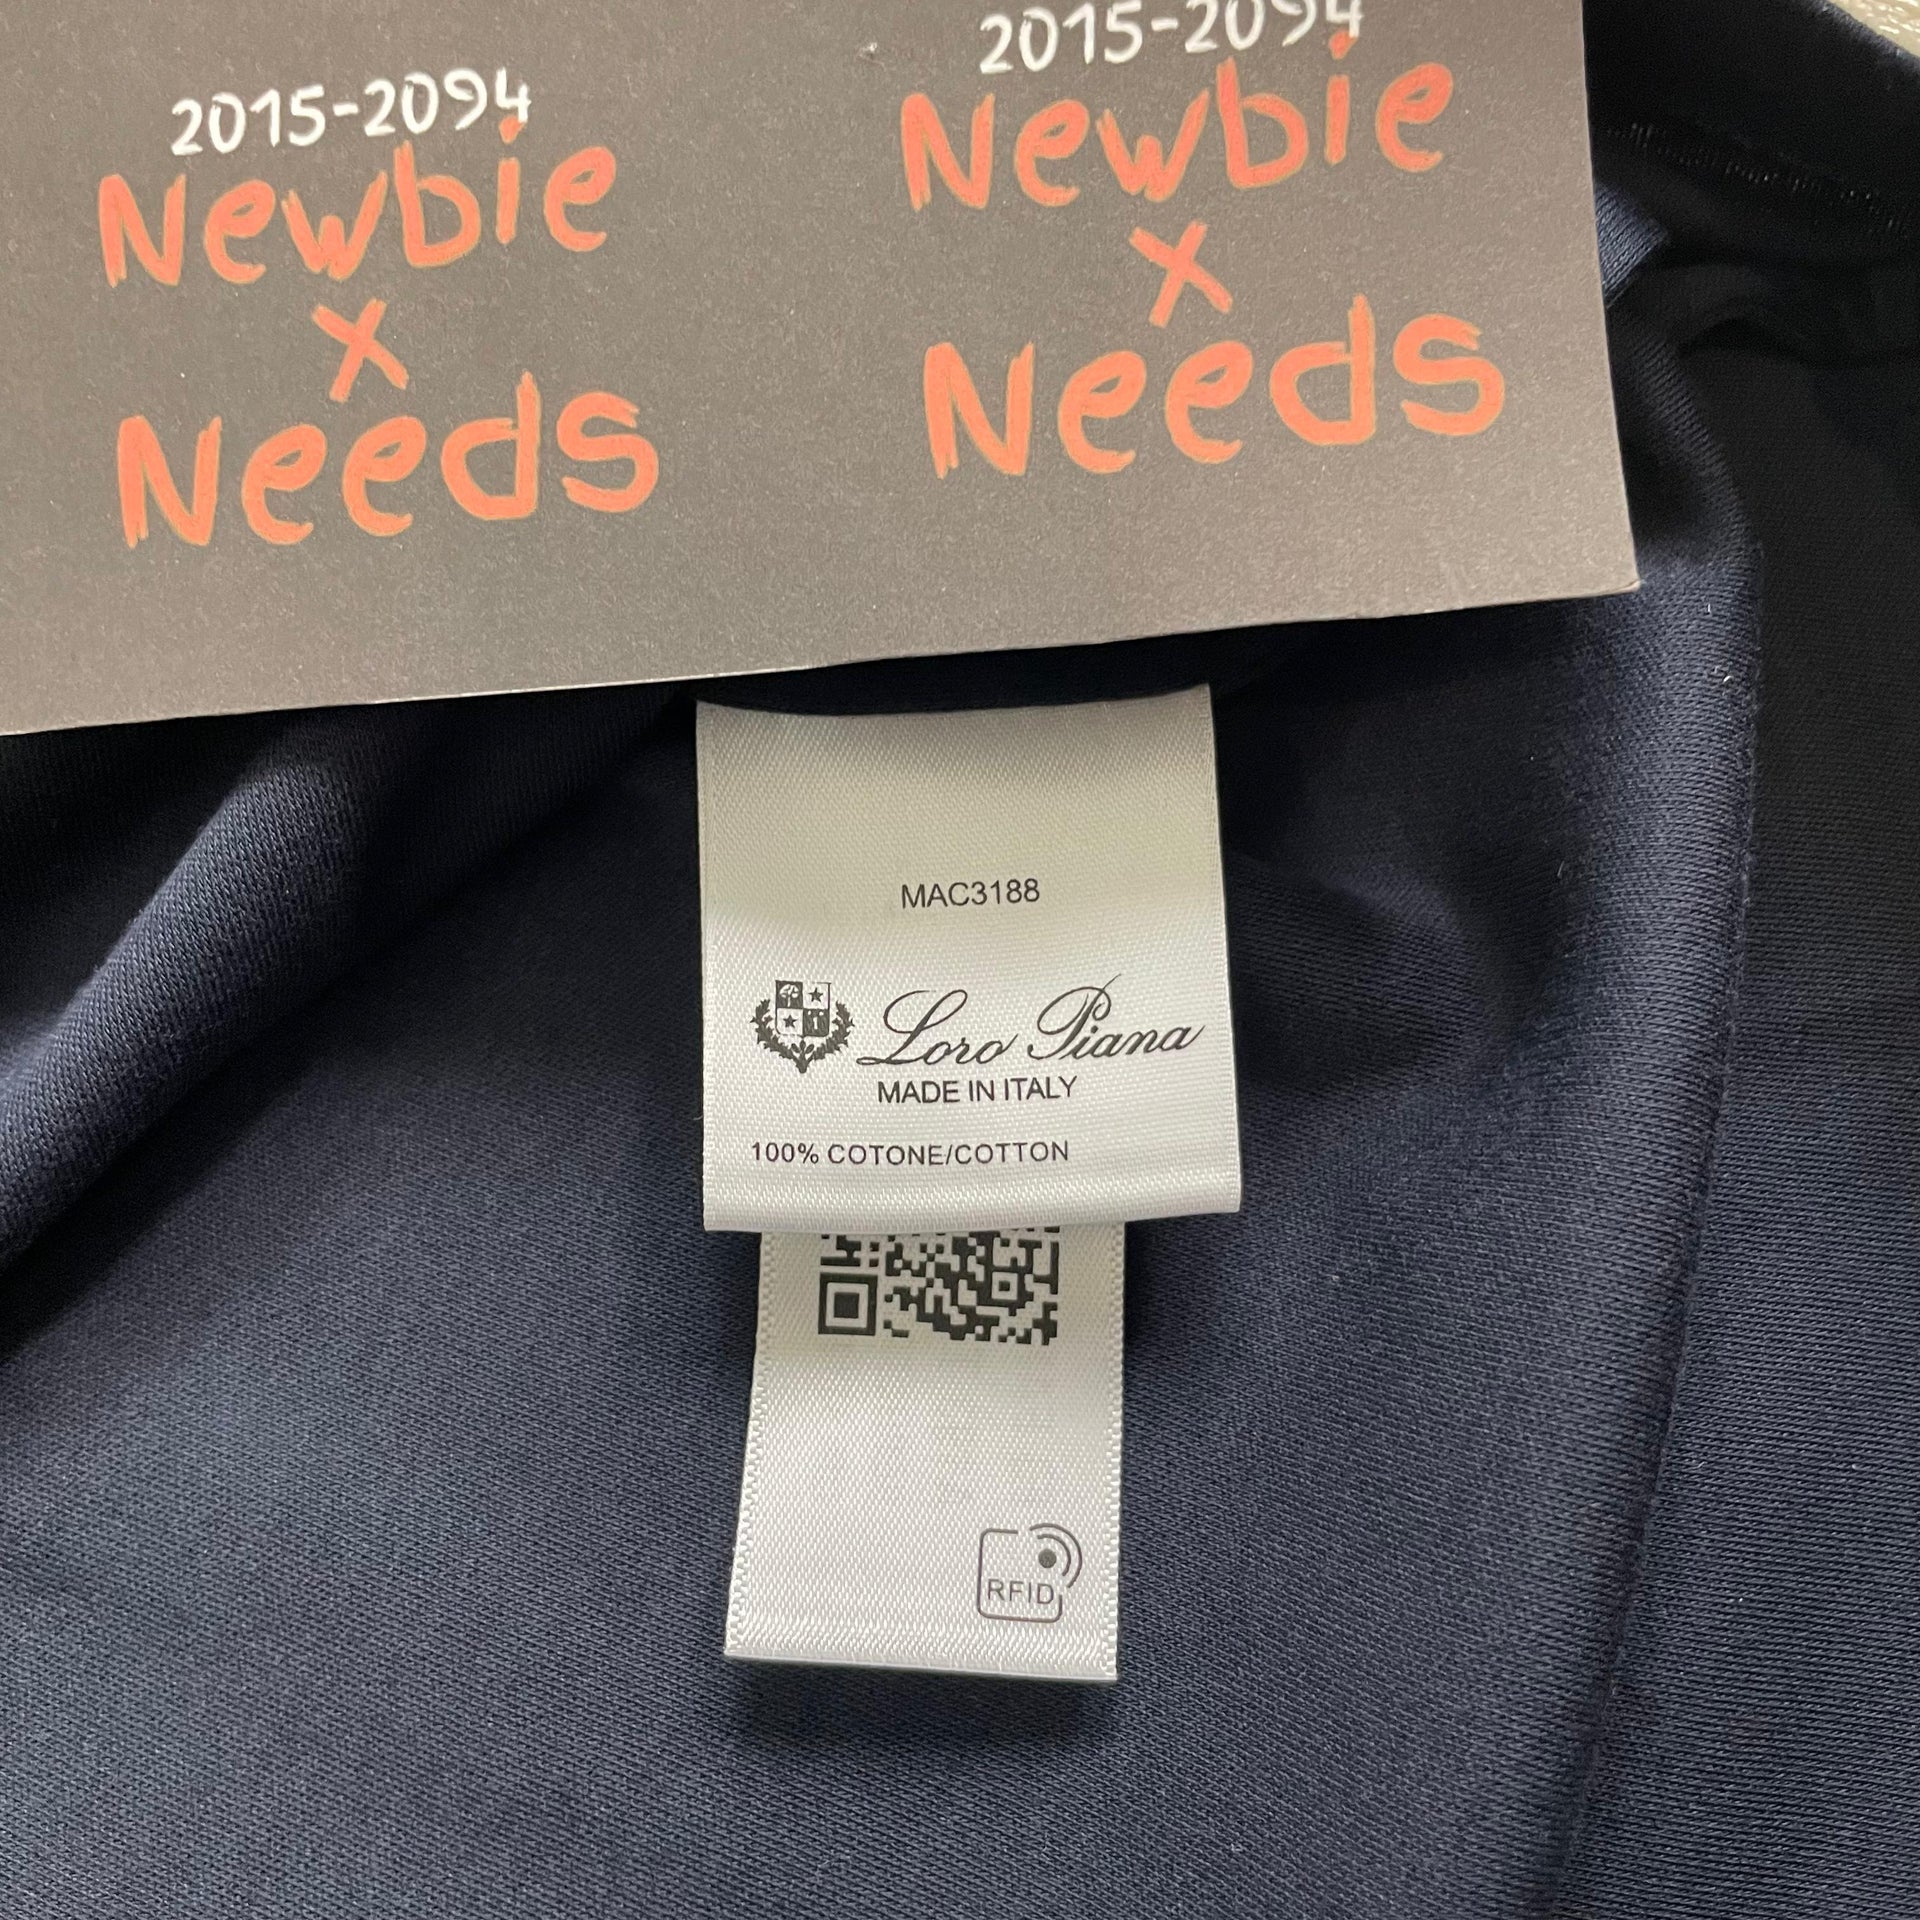 2015-2094
Newbie
x
Needs
2015-2094
Newbie
x
Needs
MAC3188
Loro Piana
MADE IN ITALY
100% COTONE/COTTON
RFID